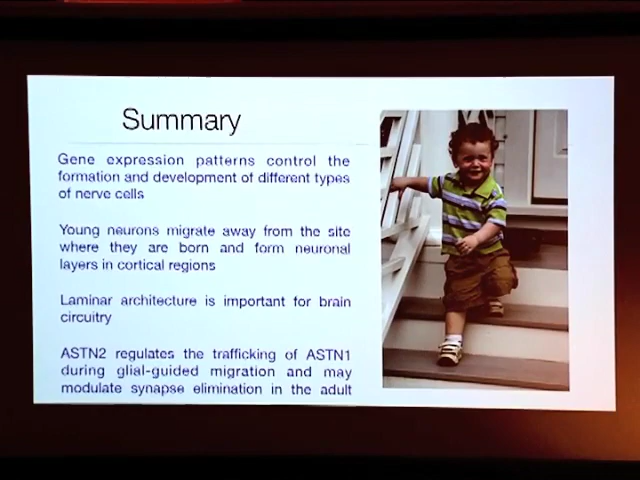 Summary
Gene expression patterns control the
formation and development of different types
of nerve cells
Young neurons migrate away from the site
where they are born and form neuronal
layers in cortical regions
Laminar architecture is important for brain
circuitry
ASTN2 regulates the trafficking of ASTN1
during glial-guided migration and may
modulate synapse elimination in the adult